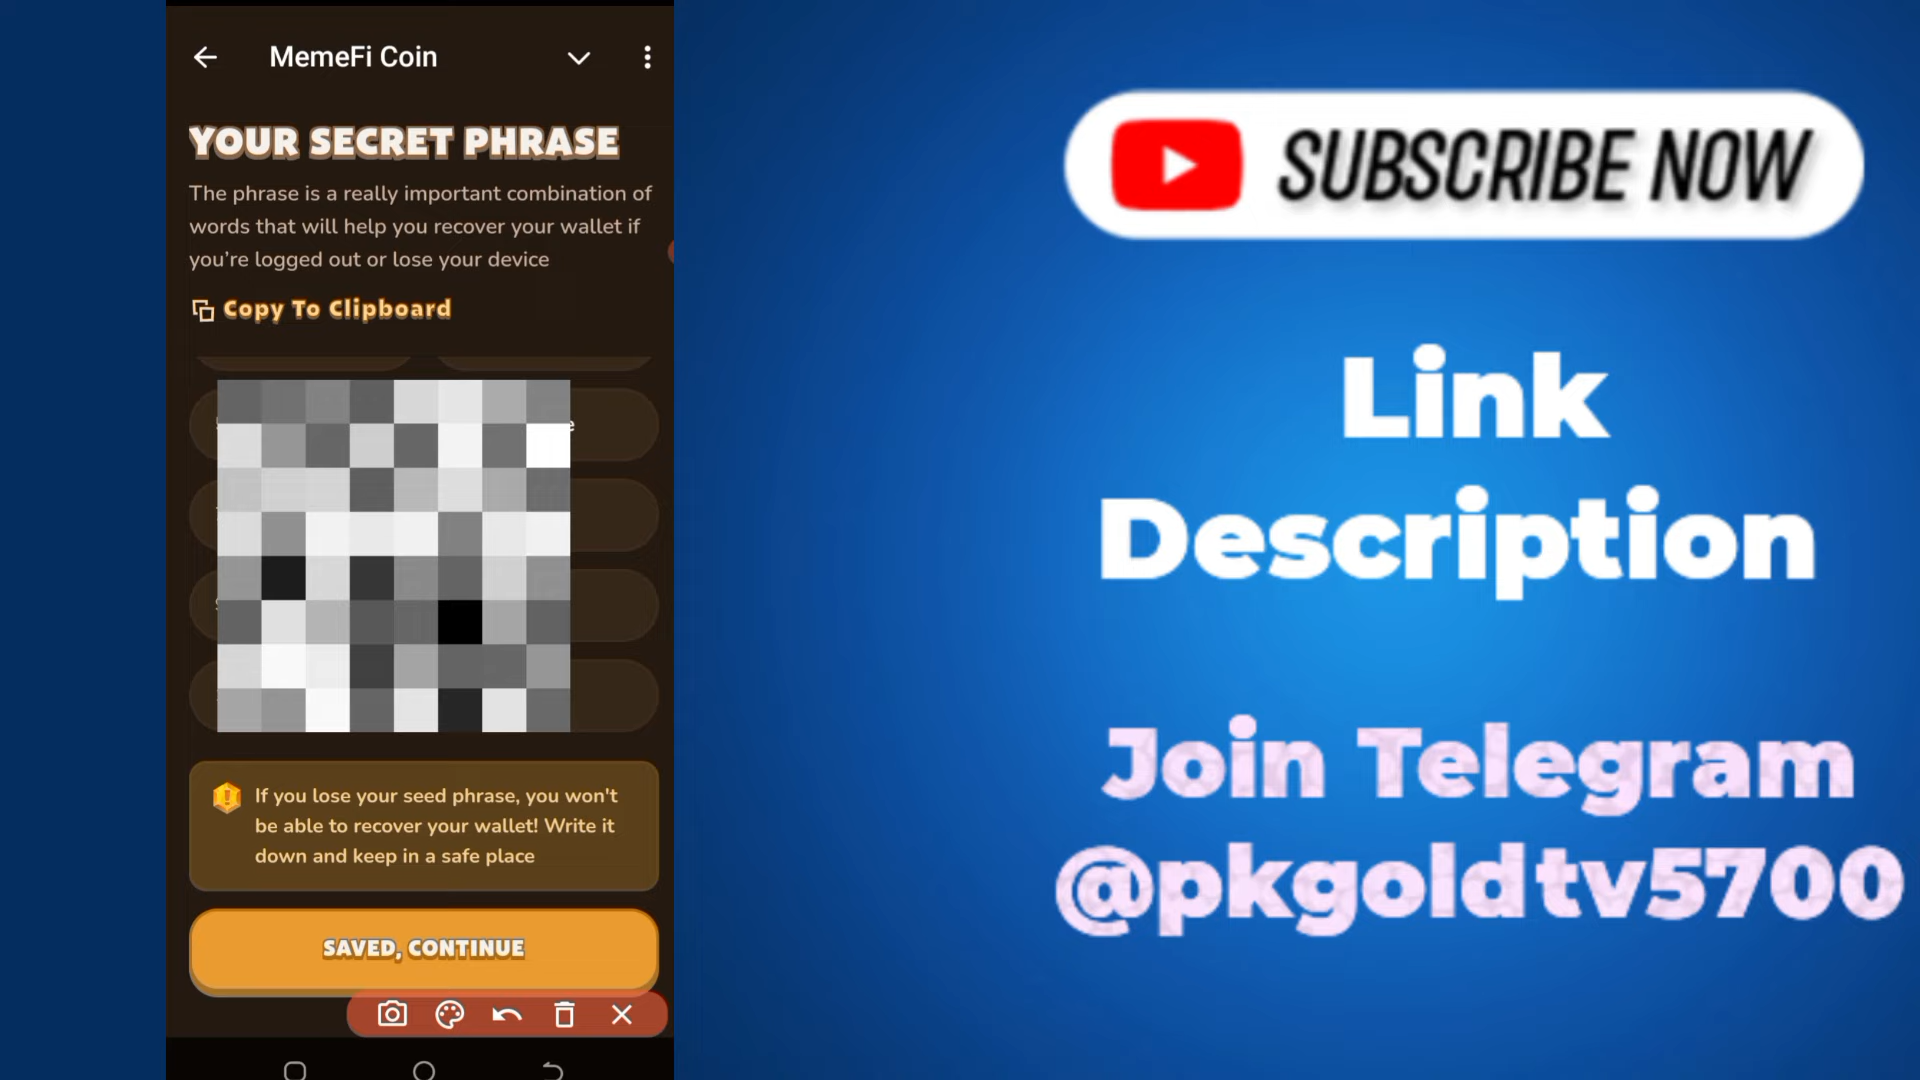 MemeFi Coin
YOUR SECRET PHRASE
The phrase is a really important combination of
words that will help you recover your wallet if
you're logged out or lose your device
Copy To Clipboard
If you lose your seed phrase, you won't
be able to recover your wallet! Write it
down and keep in a safe place
SAVED, CONTINUE
SUBSCRIBE NOW
Link
Description
Join Telegram
@pkgoldtv5700